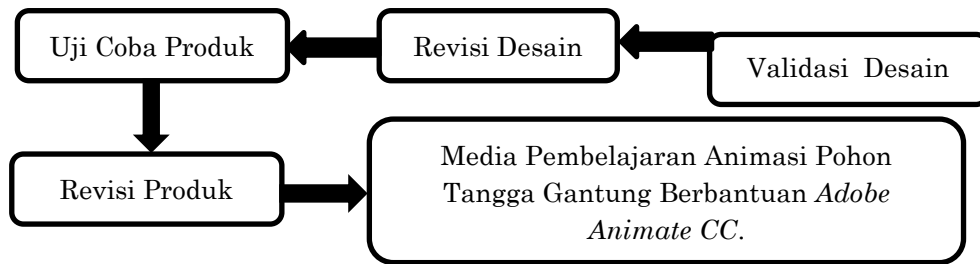 Uji Coba Produk
Revisi Desain
Validasi Desain
Revisi Produk
Media Pembelajaran Animasi Pohon
Tangga Gantung Berbantuan Adobe
Animate CC.